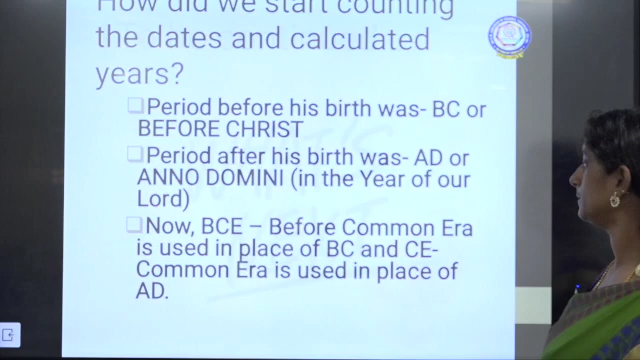 How did we start counting
the dates and calculated
years?
Period before his birth was- BC or
BEFORE CHRIST
Period after his birth was- AD or
ANNO DOMINI (in the Year of our
Lord)
Now, BCE – Before Common Era
is used in place of BC and CE-
Common Era is used in place of
AD.